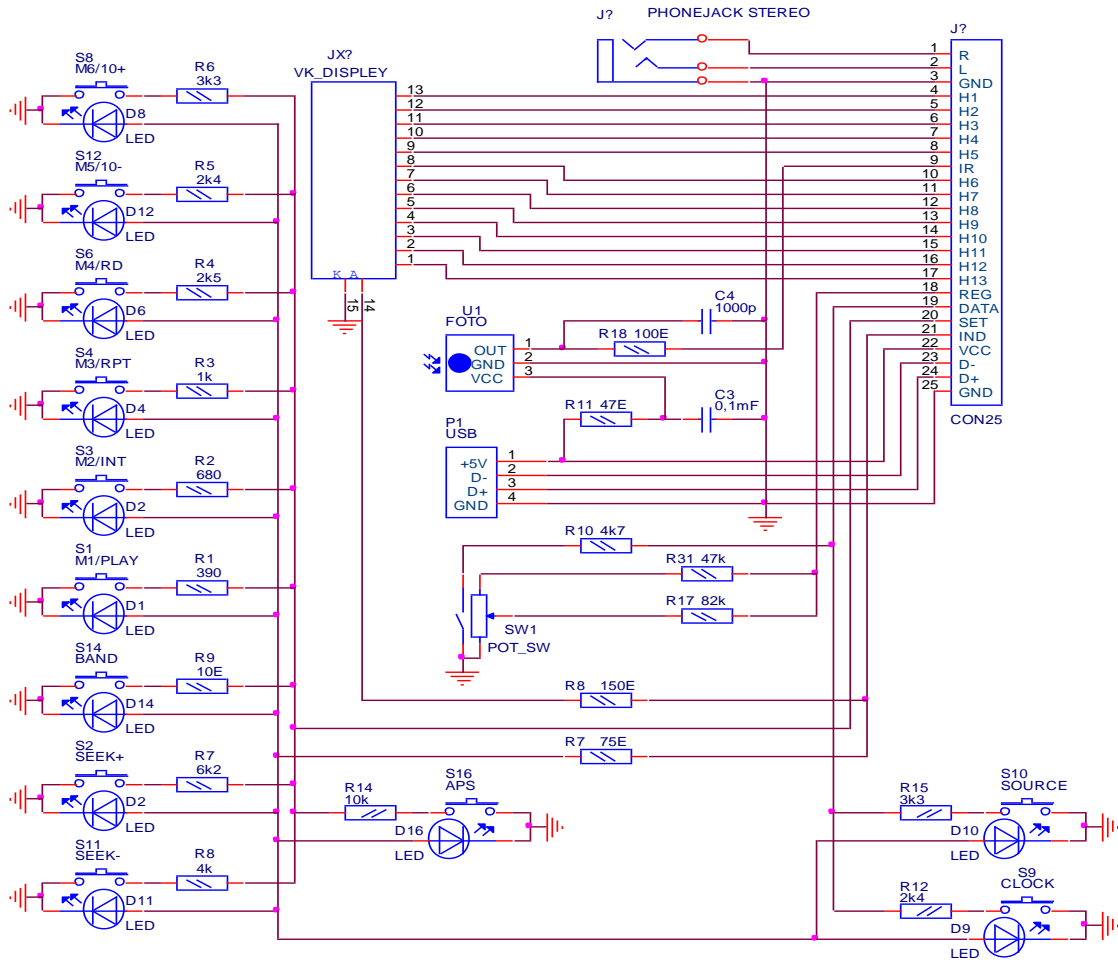 S8
M6/10+
R6
3k3
D8
LED
S12
M5/10-
R5
2k4
D12
LED
S6
M4/RD
R4
2k5
D6
LED
S4
M3/RPT
R3
1k
D4
LED
S3
M2/INT
R2
680
D2
LED
S1
M1/PLAY
R1
390
D1
LED
S14
BAND
R9
10E
D14
LED
S2
SEEK+
R7
6k2
D2
LED
S11
SEEK-
R8
4k
D11
LED
JX?
VK_DISPLEY
13
12
11
10
9
8
7
6
5
4
3
2
1
K A
15
14
J?
PHONEJACK STEREO
J?
1 R
2 L
3 GND
4 H1
5 H2
6 H3
7 H4
8 H5
9 IR
10 H6
11 H7
12 H8
13 H9
14 H10
15 H11
16 H12
17 H13
18 REG
19 DATA
20 SET
21 IND
22 VCC
23 D-
24 D+
25 GND
CON25
U1
FOTO
OUT 1
GND 2
VCC 3
C4
1000p
R18 100E
R11 47E
C3
0,1mF
P1
USB
+5V 1
D- 2
D+ 3
GND 4
R10 4k7
R31 47k
R17 82k
SW1
POT_SW
R8 150E
R7 75E
R14
10k
S16
APS
D16
LED
R15
3k3
S10
SOURCE
D10
LED
R12
2k4
S9
CLOCK
D9
LED